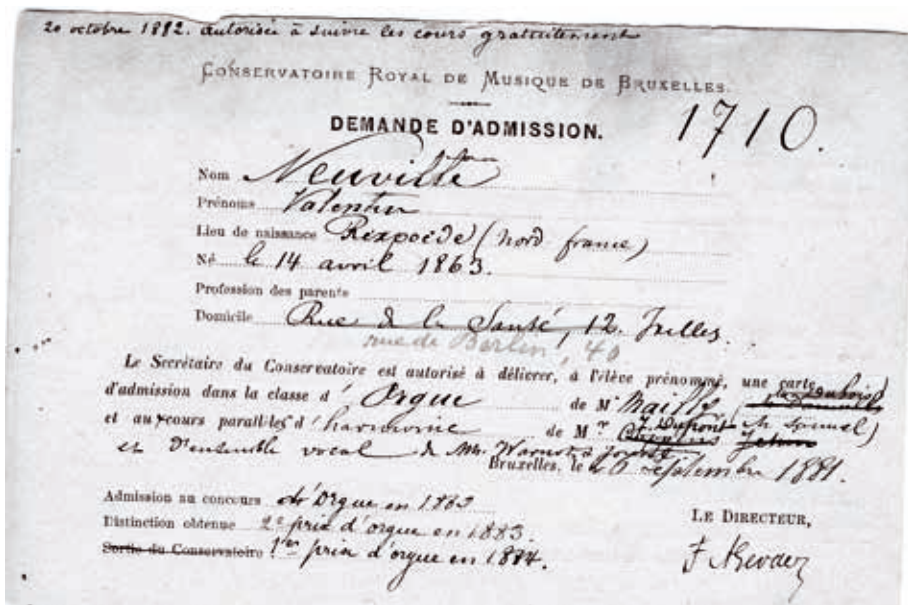 20 octobre 1882. autorisé à suivre les cours gratuitement
CONSERVATOIRE ROYAL DE MUSIQUE DE BRUXELLES.
DEMANDE D'ADMISSION. 1710.
Nom Neuville
Prénoms Valentin
Lieu de naissance Rexpoëde (Nord france)
Né le 14 avril 1863.
Profession des parents
Domicile Rue de la Santé, 12. Ixelles.
rue de Berlin, 40
Le Secrétaire du Conservatoire est autorisé à délivrer, à l'élève prénommé, une carte
d'admission dans la classe d' Orgue de Mr Mailly
et aux cours parallèles d'harmonie de Mr J. Dupont
et d'ensemble vocal de Mr. Warnots
Bruxelles, le 6 septembre 1881.
Admission au concours d'Orgue en 1883
Distinction obtenue 2e prix d'orgue en 1883.
Sortie du Conservatoire 1er prix d'orgue en 1884.
LE DIRECTEUR,
F. A. Gevaert